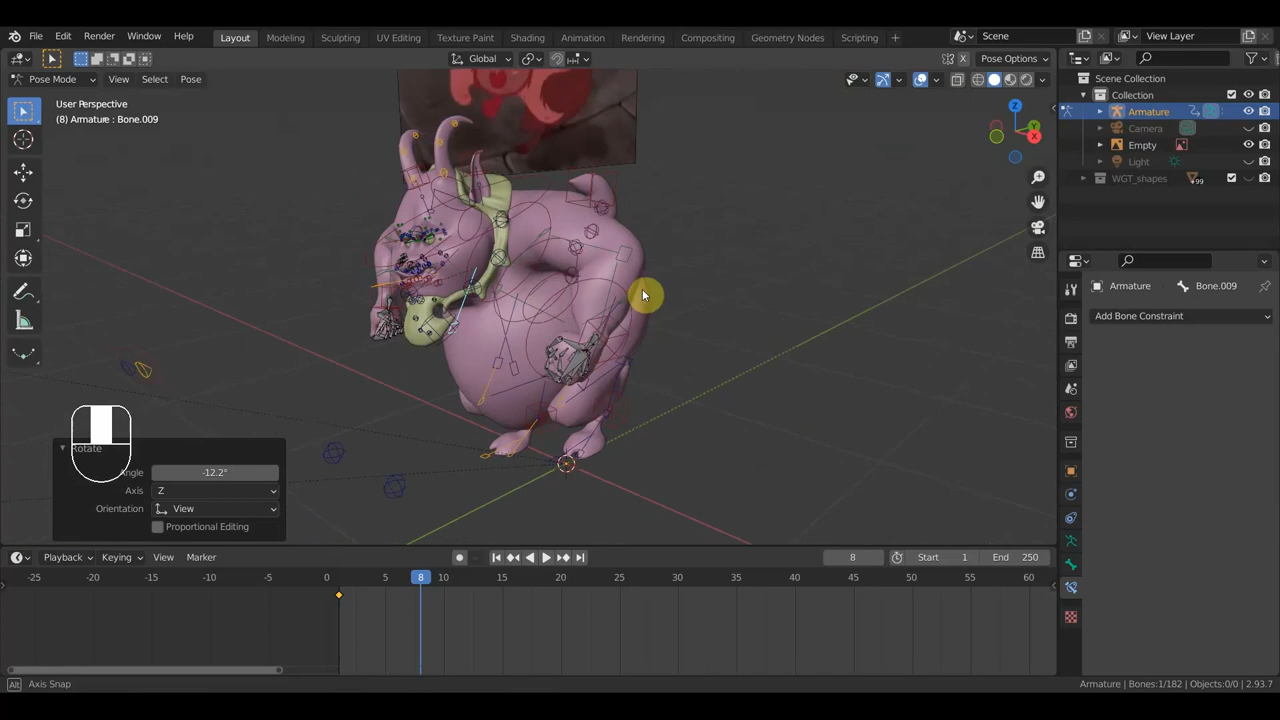 File Edit Render Window Help Layout Modeling Sculpting UV Editing Texture Paint Shading Animation Rendering Compositing Geometry Nodes Scripting + Scene View Layer
Global Pose Options
Pose Mode View Select Pose
User Perspective
(8) Armature : Bone.009
Scene Collection
Collection
Armature
Camera
Empty
Light
WGT_shapes 99
Z
Y
X
Armature Bone.009
Add Bone Constraint
Rotate
Angle -12.2°
Axis Z
Orientation View
Proportional Editing
Playback Keying View Marker 8 Start 1 End 250
-25 -20 -15 -10 -5 0 5 8 10 15 20 25 30 35 40 45 50 55 60
Alt Axis Snap Armature | Bones:1/182 | Objects:0/0 | 2.93.7